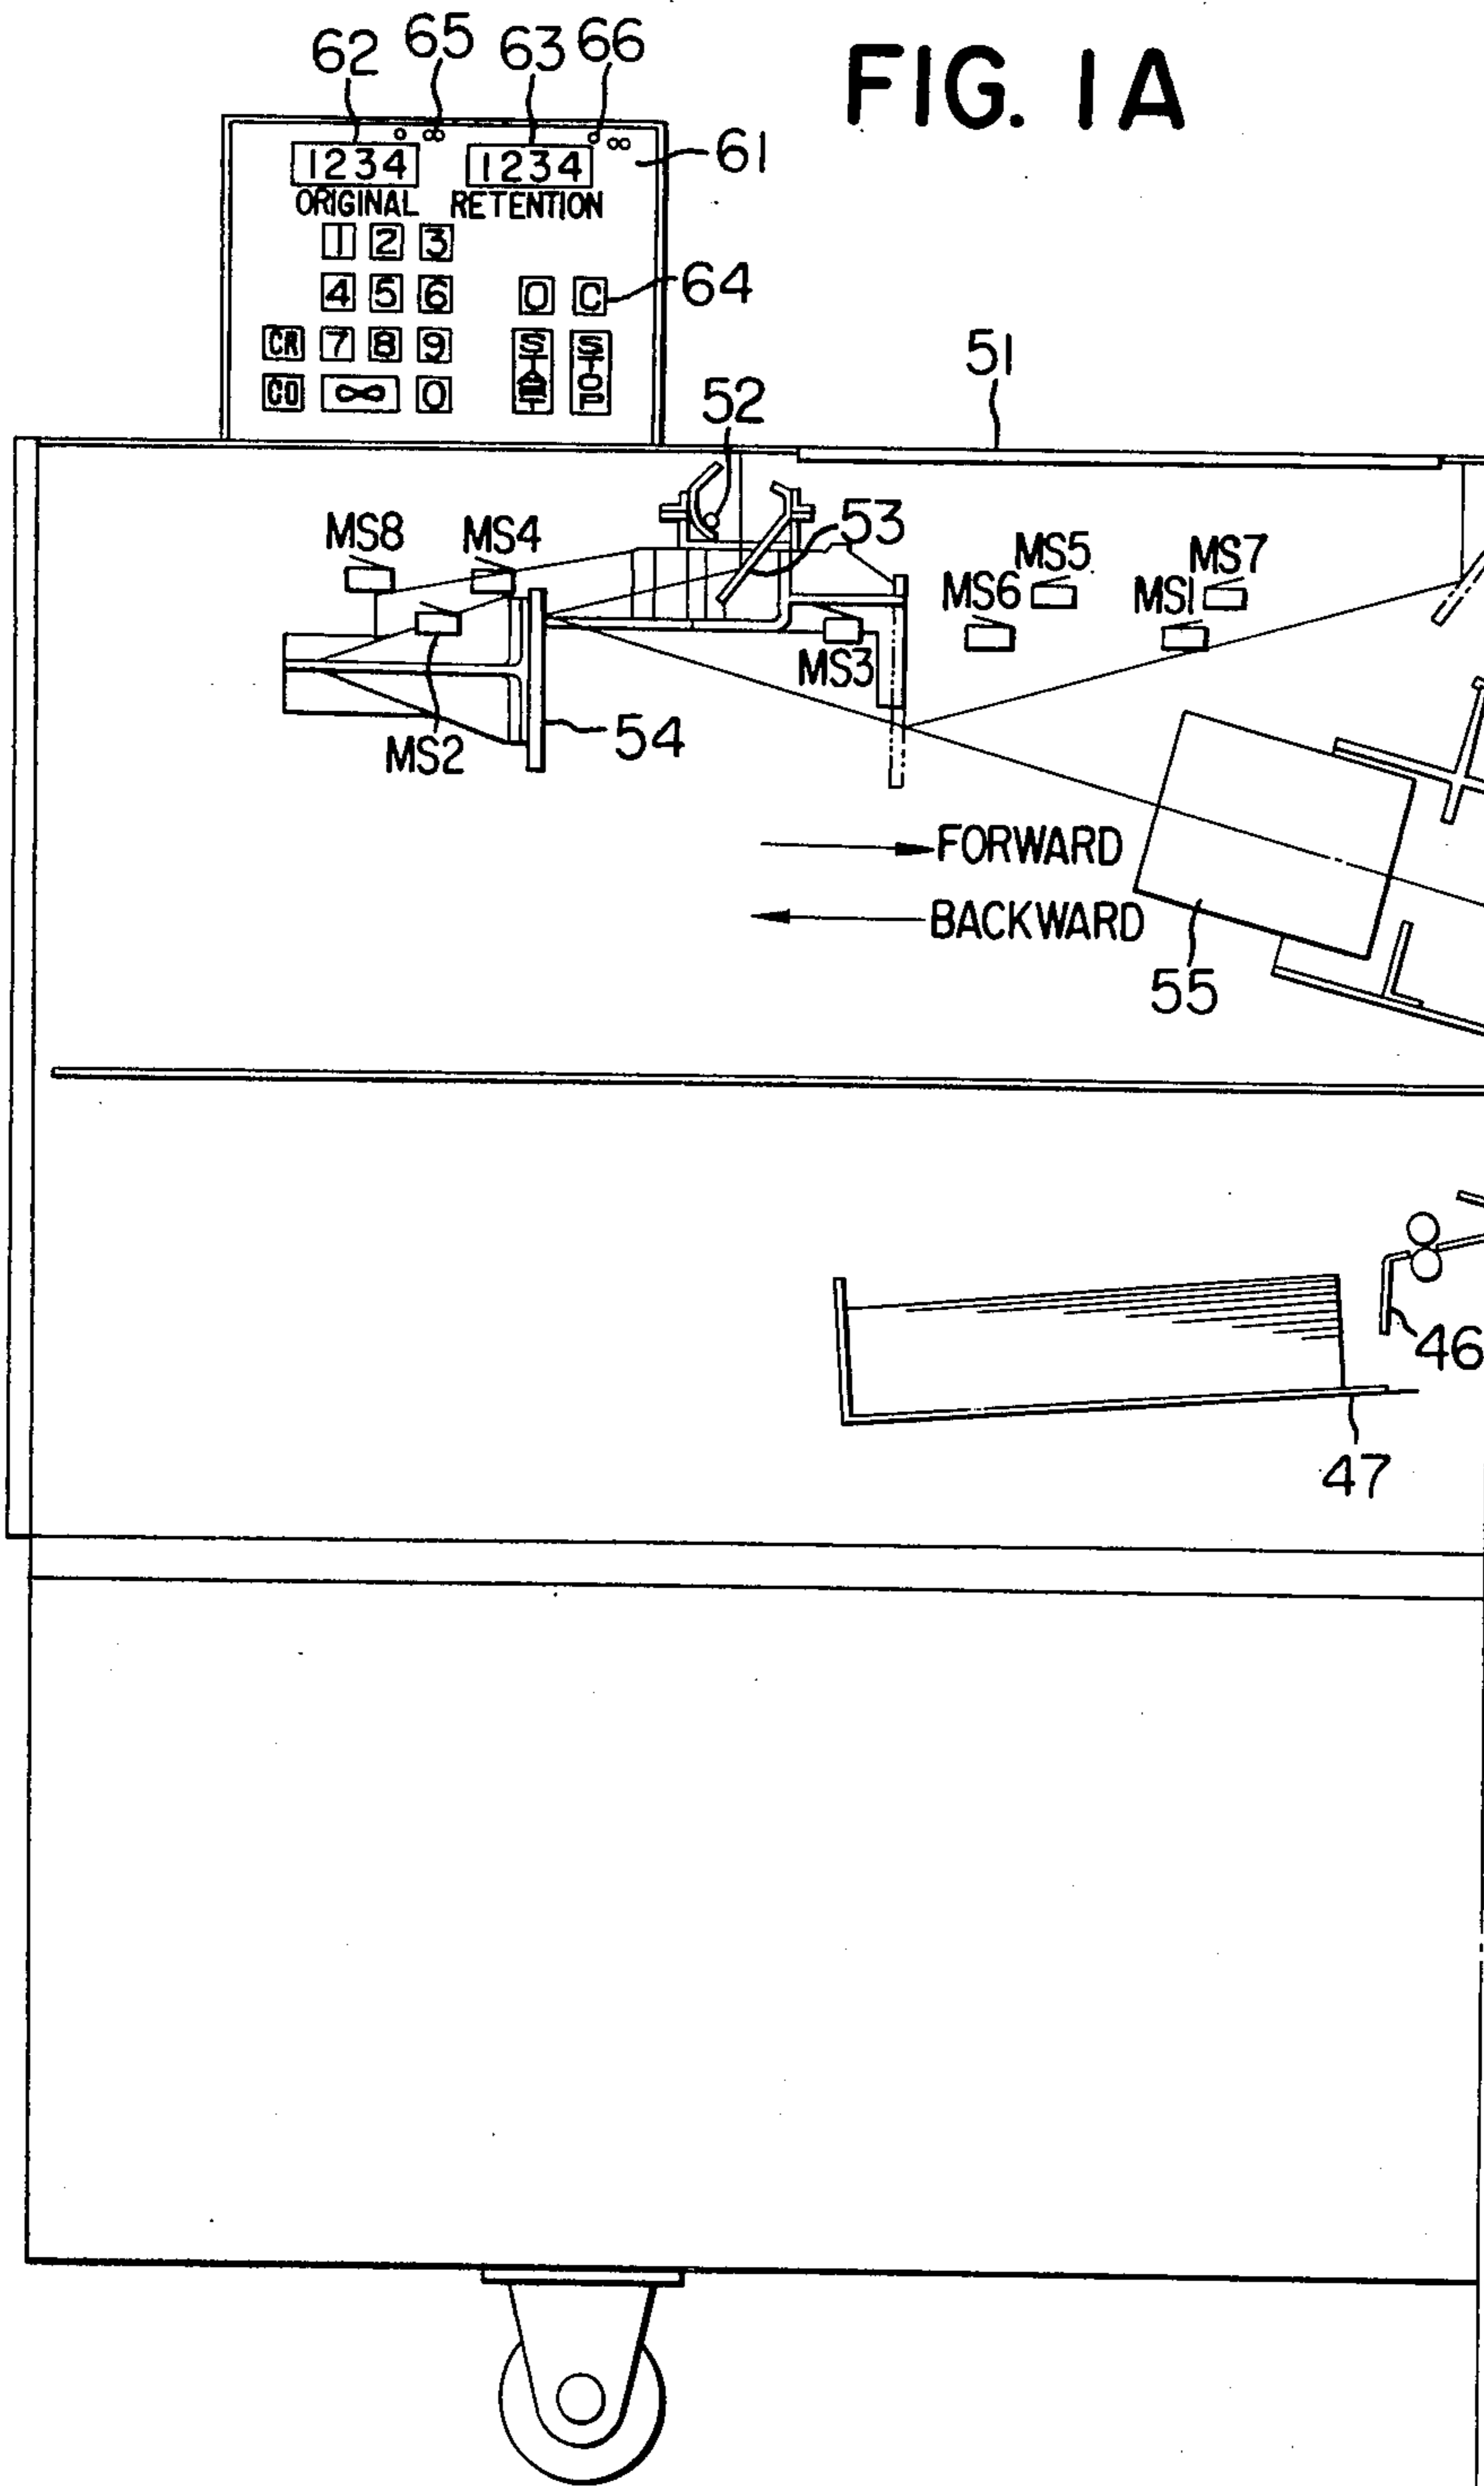 FIG. 1A
62 65 63 66
1234 1234 61
ORIGINAL RETENTION
1 2 3
4 5 6 O C 64
CR 7 8 9 START STOP
CO ∞ 0
51
52
53
MS8 MS4 MS5 MS7
MS6 MS1
MS3
MS2 54
FORWARD
BACKWARD
55
46
47